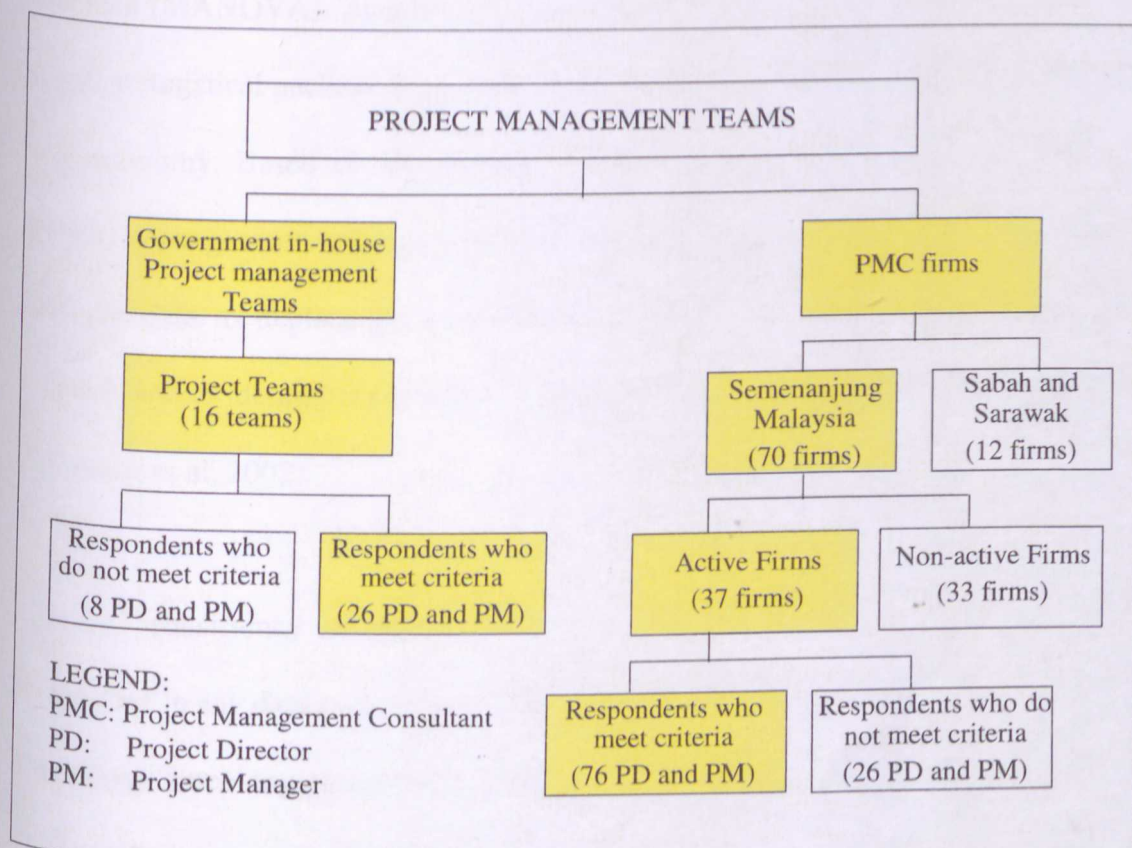 PROJECT MANAGEMENT TEAMS
Government in-house
Project management
Teams
PMC firms
Project Teams
(16 teams)
Semenanjung
Malaysia
(70 firms)
Sabah and
Sarawak
(12 firms)
Respondents who
do not meet criteria
(8 PD and PM)
Respondents who
meet criteria
(26 PD and PM)
Active Firms
(37 firms)
Non-active Firms
(33 firms)
Respondents who
meet criteria
(76 PD and PM)
Respondents who do
not meet criteria
(26 PD and PM)
LEGEND:
PMC: Project Management Consultant
PD: Project Director
PM: Project Manager